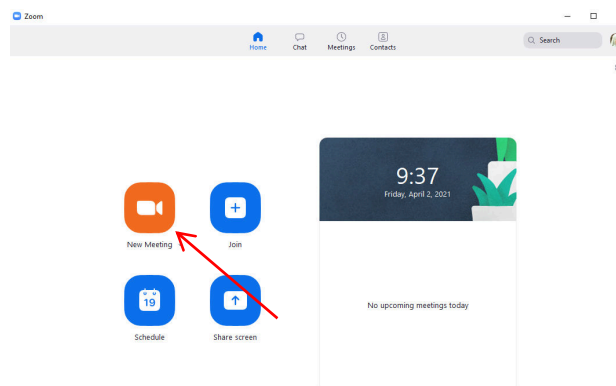 Zoom
Home Chat Meetings Contacts
Search
9:37
Friday, April 2, 2021
New Meeting
Join
19
Schedule
Share screen
No upcoming meetings today